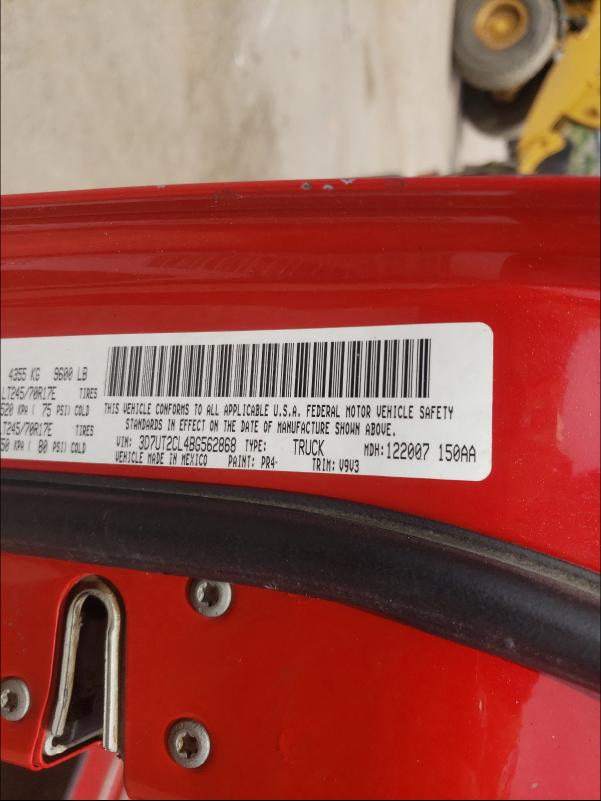 4355 KG 9600 LB
LT245/70R17E TIRES
520 KPA ( 75 PSI) COLD
LT245/70R17E TIRES
50 KPA ( 80 PSI) COLD
THIS VEHICLE CONFORMS TO ALL APPLICABLE U.S.A. FEDERAL MOTOR VEHICLE SAFETY
STANDARDS IN EFFECT ON THE DATE OF MANUFACTURE SHOWN ABOVE.
VIN: 3D7UT2CL4BG562868 TYPE: TRUCK MDH: 122007 150AA
VEHICLE MADE IN MEXICO PAINT: PR4- TRIM: V9V3